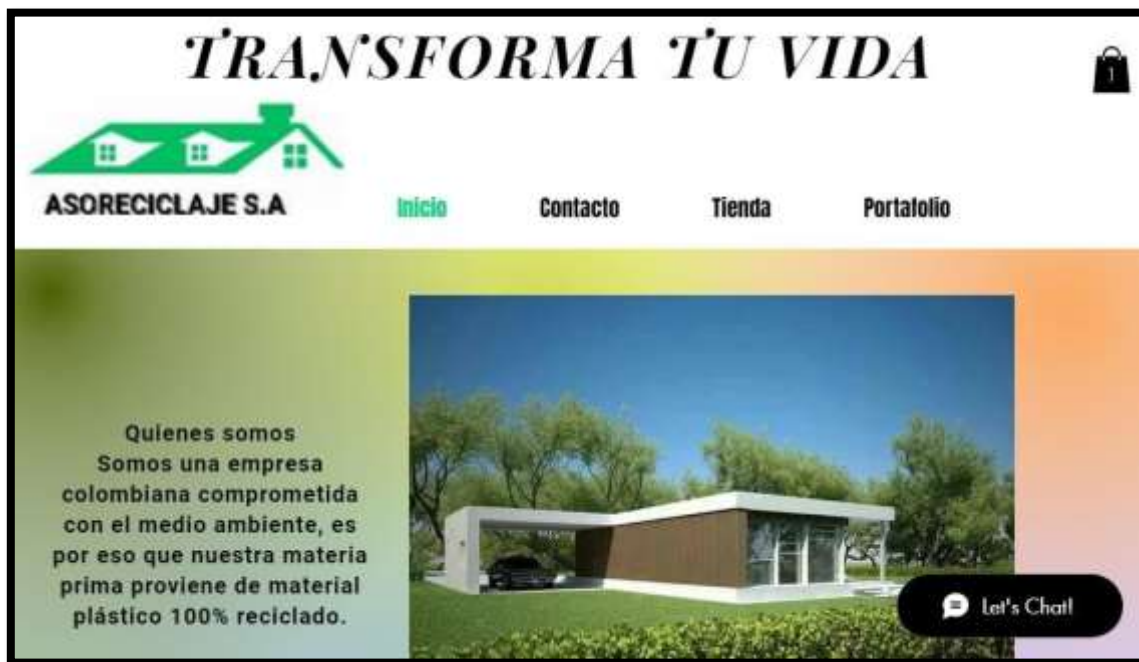 TRANSFORMA TU VIDA
1
ASORECICLAJE S.A
Inicio Contacto Tienda Portafolio
Quienes somos
Somos una empresa
colombiana comprometida
con el medio ambiente, es
por eso que nuestra materia
prima proviene de material
plástico 100% reciclado.
Let's Chat!